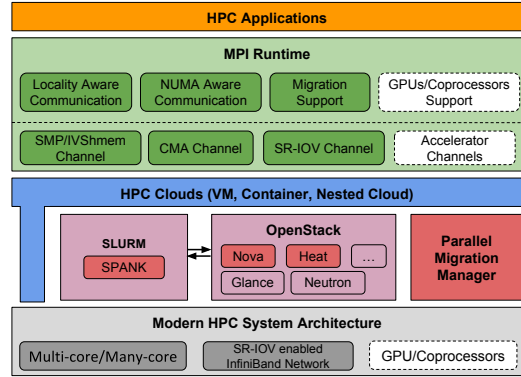 HPC Applications
MPI Runtime
Locality Aware
Communication
NUMA Aware
Communication
Migration
Support
GPUs/Coprocessors
Support
SMP/IVShmem
Channel
CMA Channel
SR-IOV Channel
Accelerator
Channels
HPC Clouds (VM, Container, Nested Cloud)
SLURM
SPANK
OpenStack
Nova
Heat
...
Glance
Neutron
Parallel
Migration
Manager
Modern HPC System Architecture
Multi-core/Many-core
SR-IOV enabled
InfiniBand Network
GPU/Coprocessors